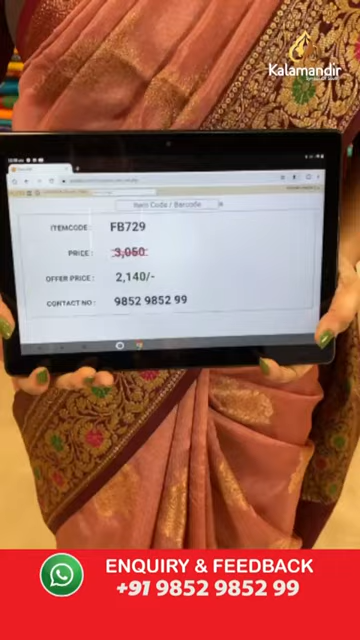 Kalamandir
Item Code / Barcode
ITEMCODE : FB729
PRICE : 3,050
OFFER PRICE : 2,140/-
CONTACT NO : 9852 9852 99
ENQUIRY & FEEDBACK
+91 9852 9852 99